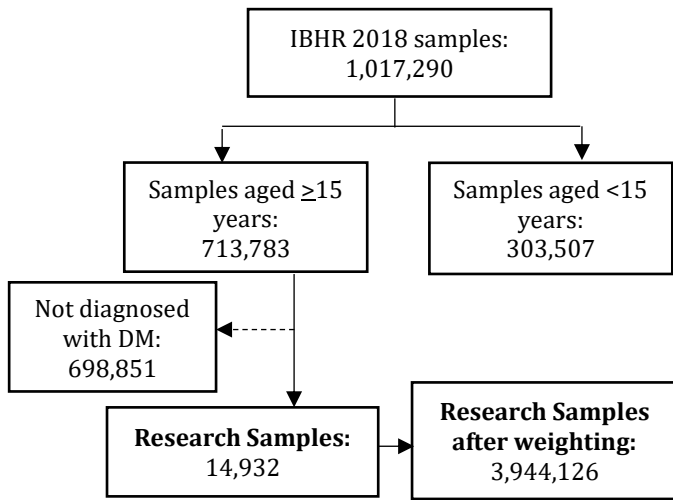 IBHR 2018 samples:
1,017,290
Samples aged ≥15
years:
713,783
Samples aged <15
years:
303,507
Not diagnosed
with DM:
698,851
Research Samples:
14,932
Research Samples
after weighting:
3,944,126